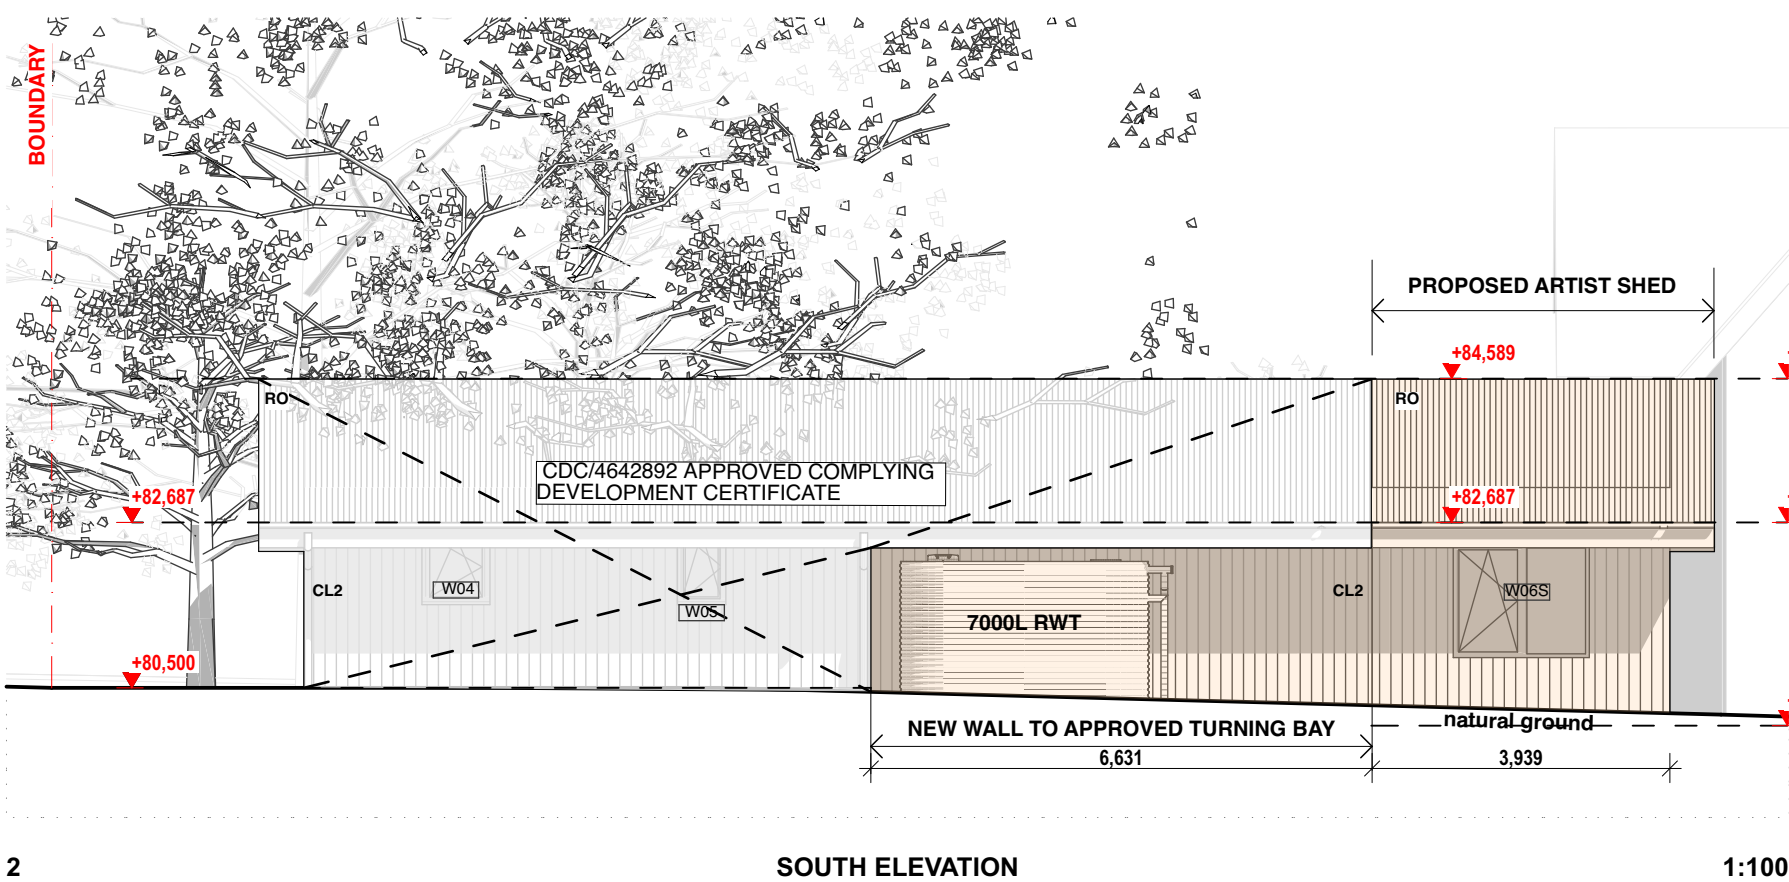 BOUNDARY
PROPOSED ARTIST SHED
+84,589
RO
RO
CDC/4642892 APPROVED COMPLYING
DEVELOPMENT CERTIFICATE
+82,687
+82,687
CL2
W04
W05
7000L RWT
CL2
W06S
+80,500
NEW WALL TO APPROVED TURNING BAY
natural ground
6,631
3,939
2
SOUTH ELEVATION
1:100